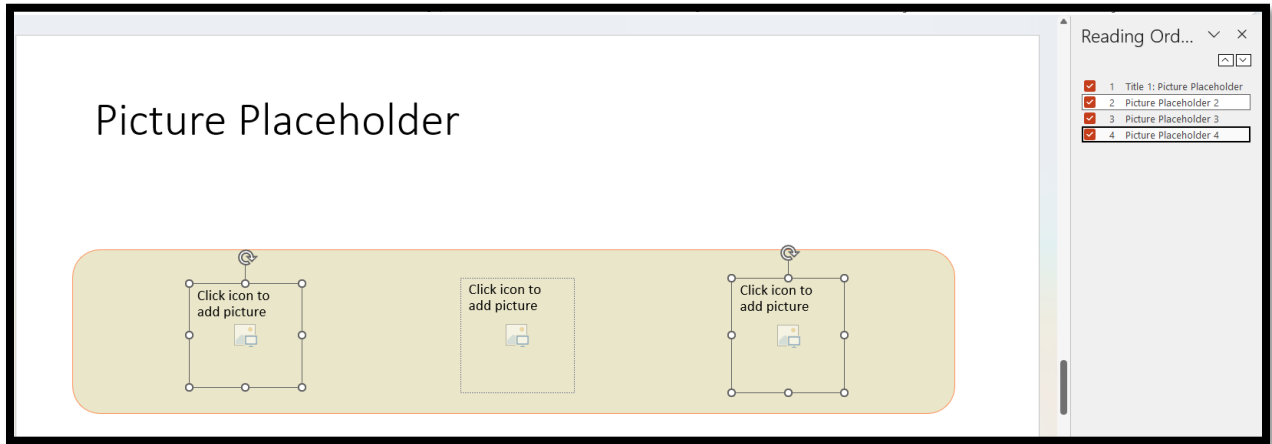 Picture Placeholder
Click icon to
add picture
Click icon to
add picture
Click icon to
add picture
Reading Ord...
1 Title 1: Picture Placeholder
2 Picture Placeholder 2
3 Picture Placeholder 3
4 Picture Placeholder 4